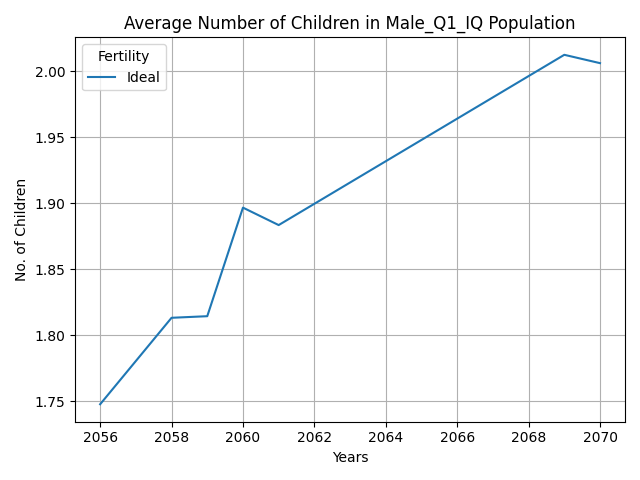 Average Number of Children in Male_Q1_IQ Population
Fertility
Ideal
No. of Children
2.00
1.95
1.90
1.85
1.80
1.75
2056 2058 2060 2062 2064 2066 2068 2070
Years